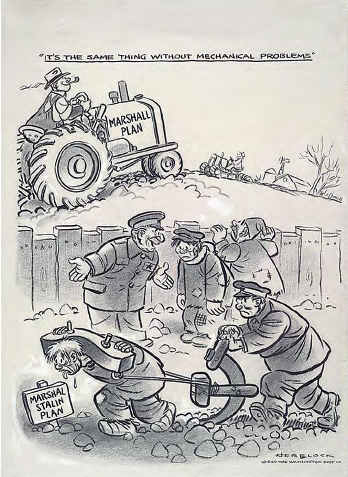 "IT'S THE SAME THING WITHOUT MECHANICAL PROBLEMS"
MARSHALL
PLAN
MARSHAL
STALIN
PLAN
HERBLOCK